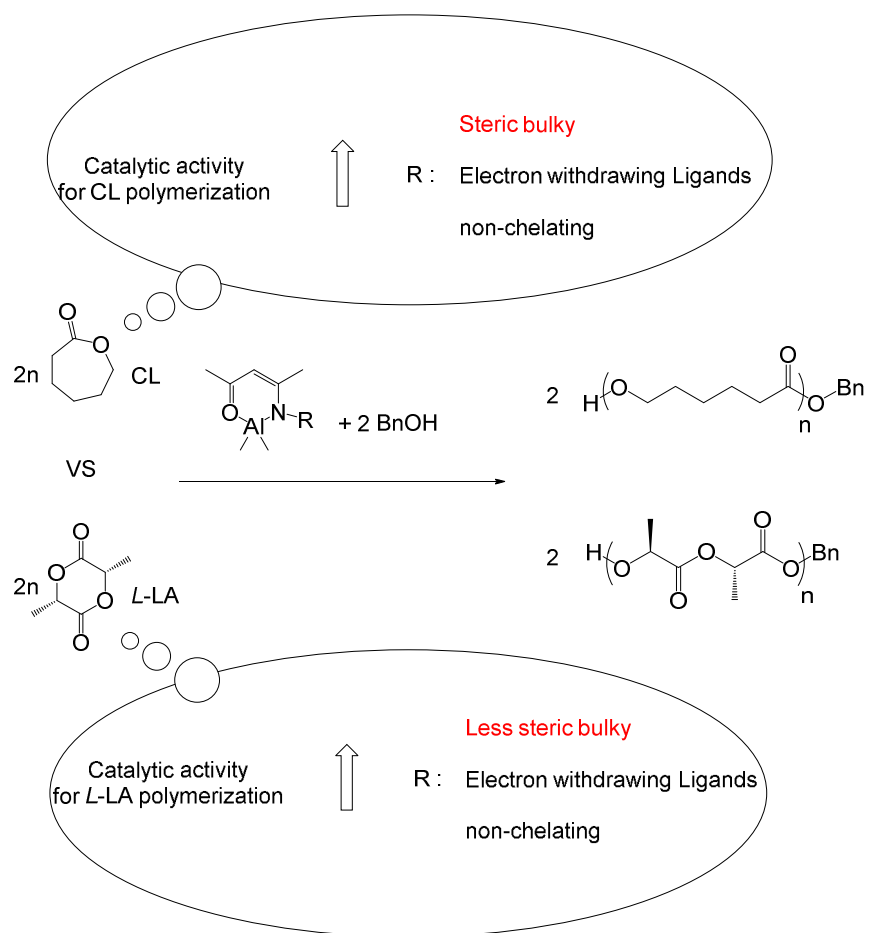 Steric bulky
Catalytic activity
for CL polymerization
R : Electron withdrawing Ligands
non-chelating
O
O
2n CL
O
Al
N
R
+ 2 BnOH
2 H ( O ) n O O Bn
VS
2n O O O O L-LA
2 H ( O O O O O ) n Bn
Less steric bulky
Catalytic activity
for L-LA polymerization
R : Electron withdrawing Ligands
non-chelating